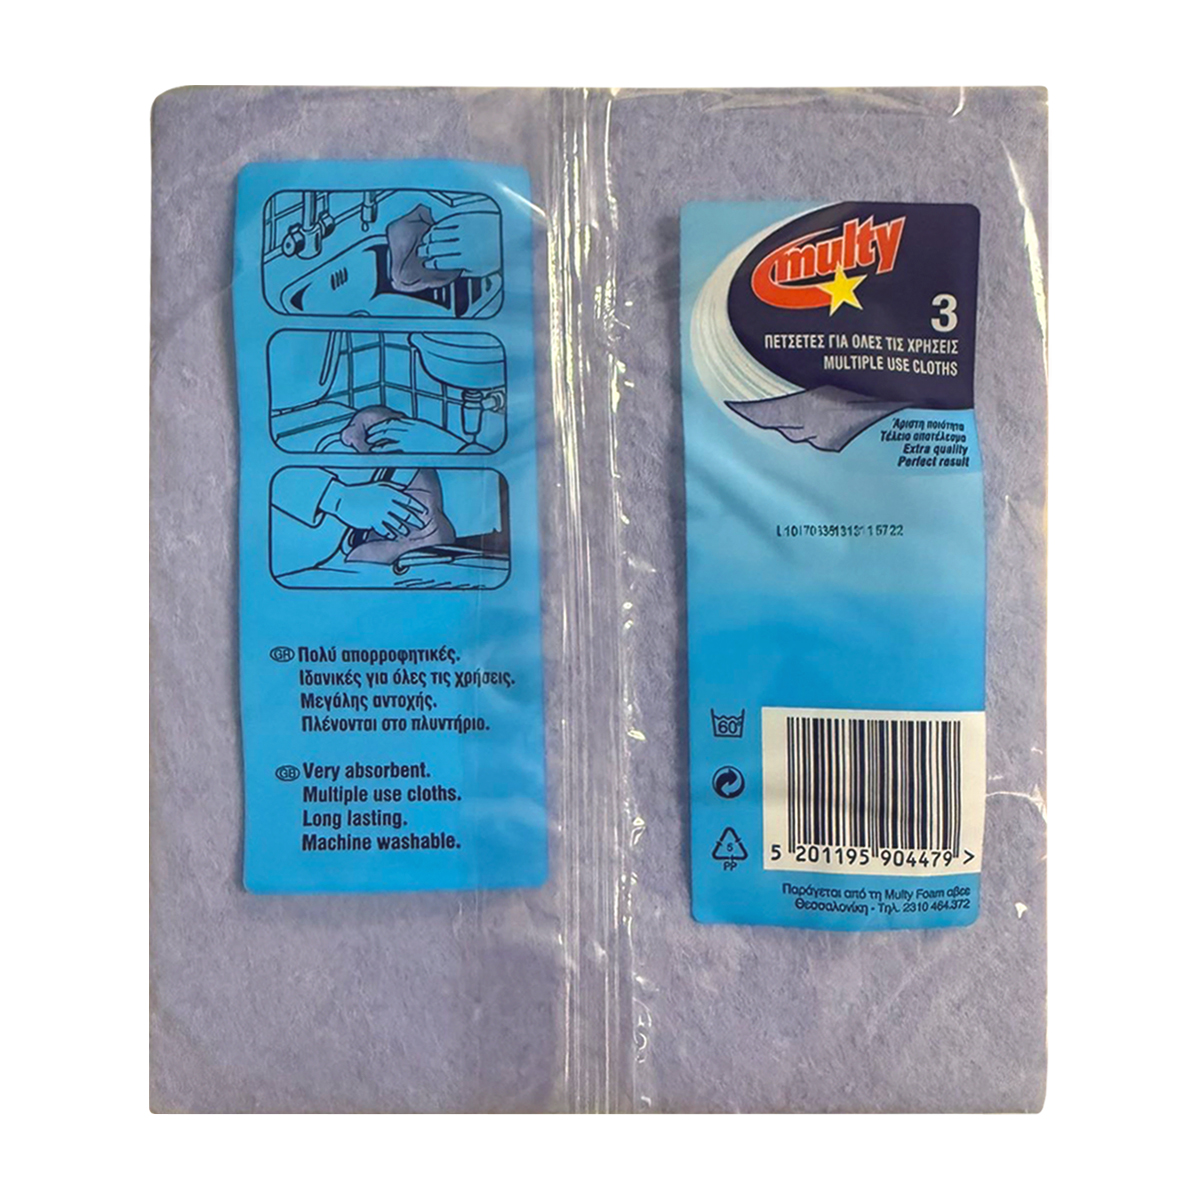 GR Πολύ απορροφητικές.
Ιδανικές για όλες τις χρήσεις.
Μεγάλης αντοχής.
Πλένονται στο πλυντήριο.
GB Very absorbent.
Multiple use cloths.
Long lasting.
Machine washable.
multy
3
ΠΕΤΣΕΤΕΣ ΓΙΑ ΟΛΕΣ ΤΙΣ ΧΡΗΣΕΙΣ
MULTIPLE USE CLOTHS
Άριστη ποιότητα
Τέλειο αποτέλεσμα
Extra quality
Perfect result
60°
5
PP
5 201195 904479 >
Παράγεται από τη Multy Foam αβεε
Θεσσαλονίκη - Τηλ. 2310 464.372